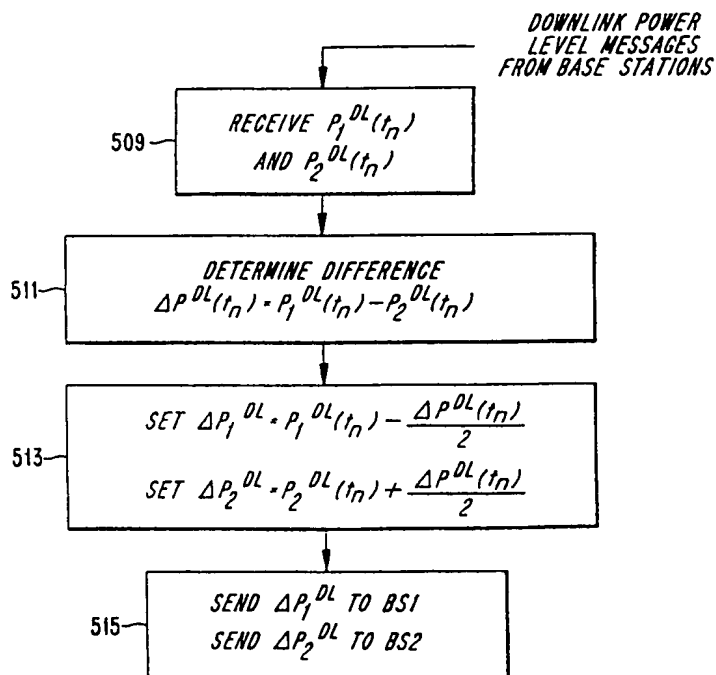 DOWNLINK POWER
LEVEL MESSAGES
FROM BASE STATIONS
509
RECEIVE P₁ᴰᴸ(tₙ)
AND P₂ᴰᴸ(tₙ)
511
DETERMINE DIFFERENCE
ΔPᴰᴸ(tₙ) = P₁ᴰᴸ(tₙ) - P₂ᴰᴸ(tₙ)
513
SET ΔP₁ᴰᴸ = P₁ᴰᴸ(tₙ) - ΔPᴰᴸ(tₙ)/2
SET ΔP₂ᴰᴸ = P₂ᴰᴸ(tₙ) + ΔPᴰᴸ(tₙ)/2
515
SEND ΔP₁ᴰᴸ TO BS1
SEND ΔP₂ᴰᴸ TO BS2